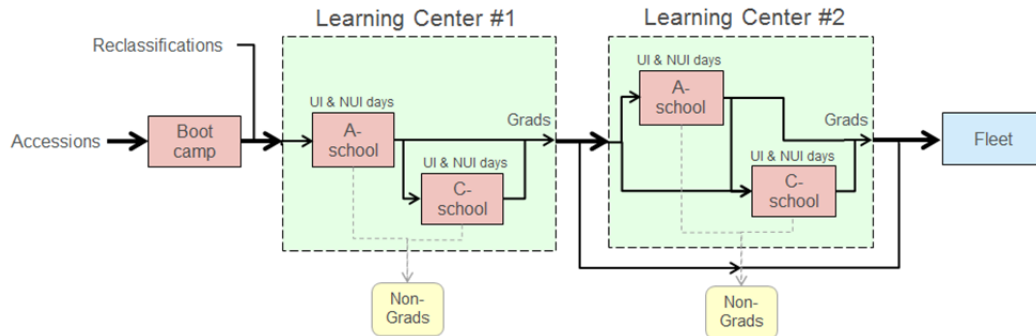 Learning Center #1
Learning Center #2
Reclassifications
UI & NUI days
A-
school
Grads
UI & NUI days
A-
school
Grads
Accessions
Boot
camp
UI & NUI days
C-
school
UI & NUI days
C-
school
Fleet
Non-
Grads
Non-
Grads